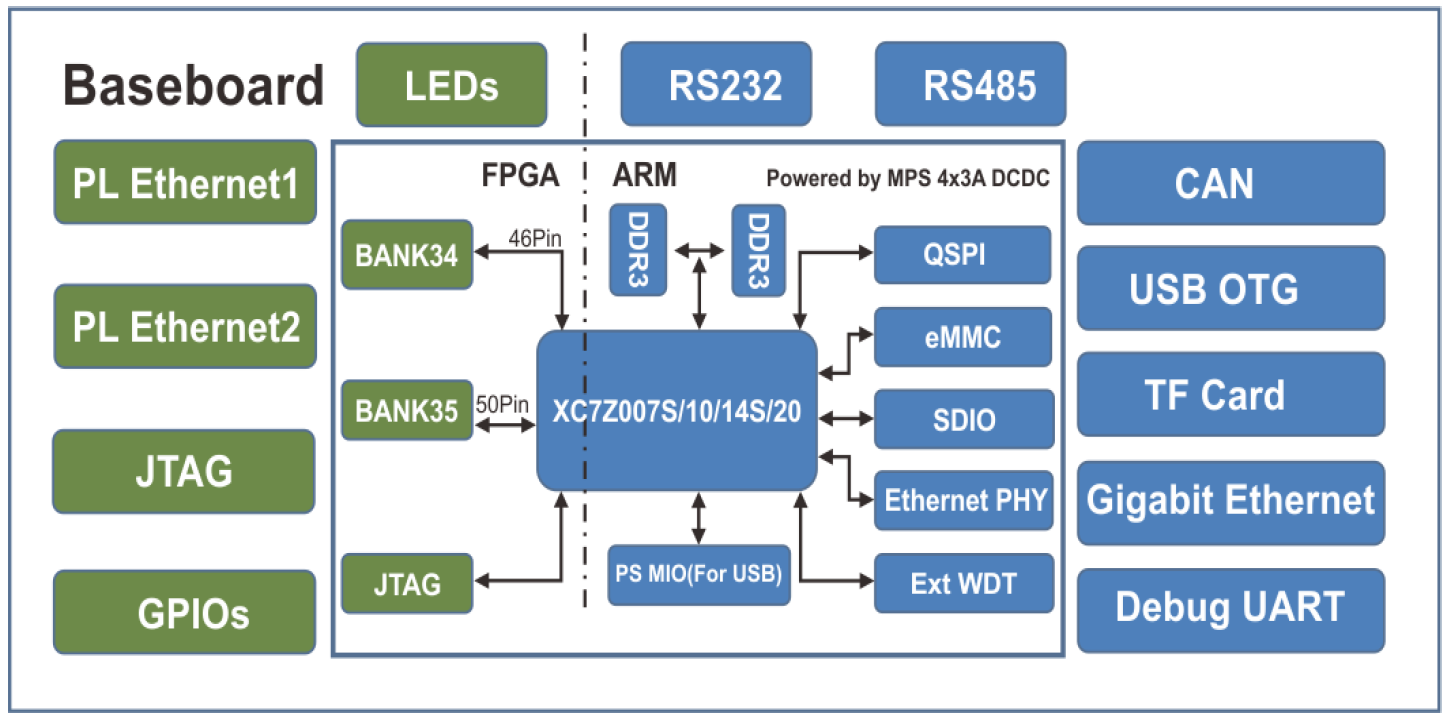 Baseboard
LEDs
RS232
RS485
PL Ethernet1
PL Ethernet2
JTAG
GPIOs
FPGA
ARM
Powered by MPS 4x3A DCDC
BANK34
46Pin
DDR3
DDR3
QSPI
eMMC
BANK35
50Pin
XC7Z007S/10/14S/20
SDIO
Ethernet PHY
JTAG
PS MIO(For USB)
Ext WDT
CAN
USB OTG
TF Card
Gigabit Ethernet
Debug UART